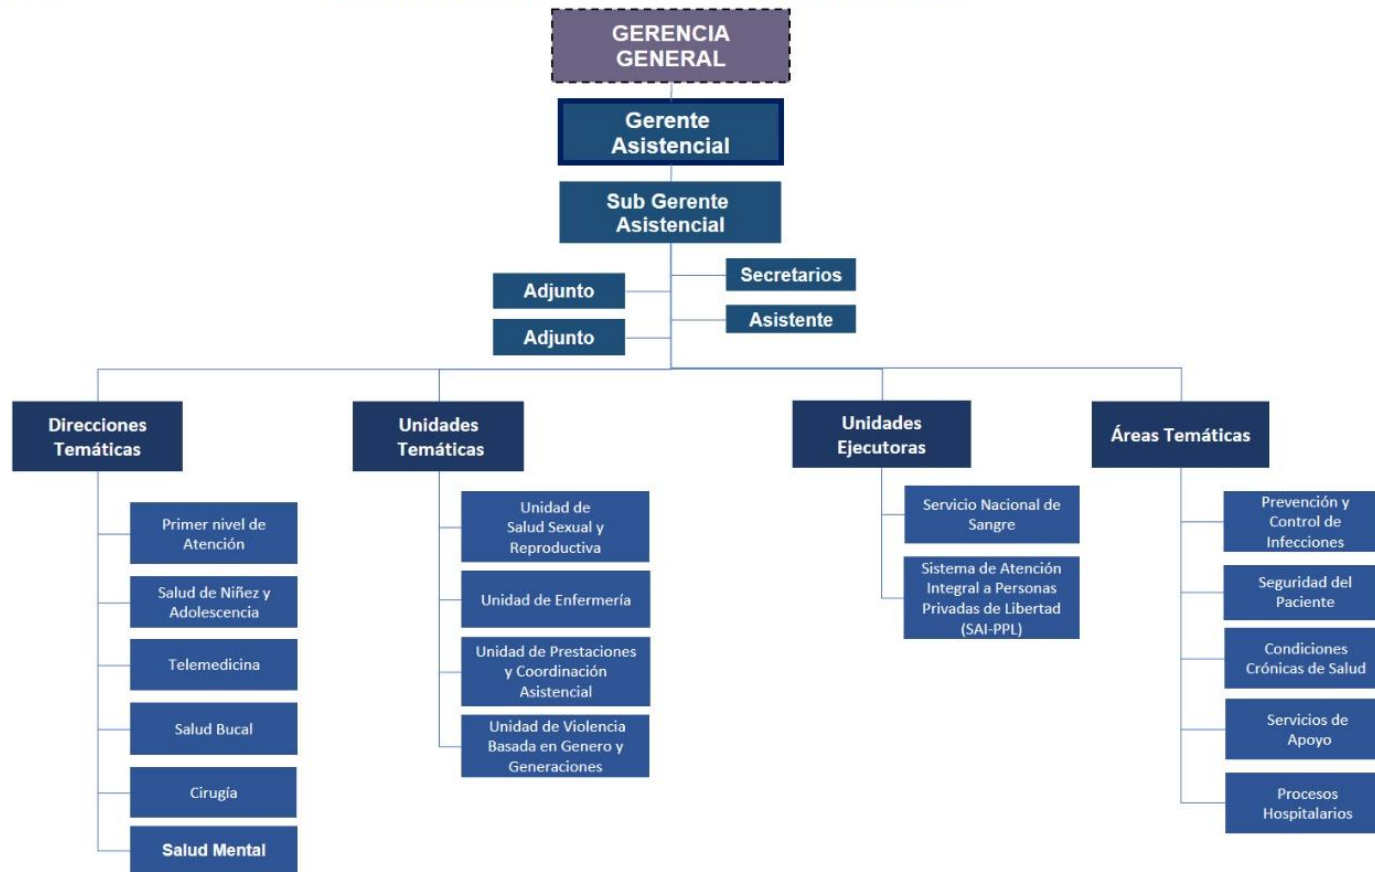 GERENCIA
GENERAL
Gerente
Asistencial
Sub Gerente
Asistencial
Adjunto
Secretarios
Adjunto
Asistente
Direcciones
Temáticas
Primer nivel de
Atención
Salud de Niñez y
Adolescencia
Telemedicina
Salud Bucal
Cirugía
Salud Mental
Unidades
Temáticas
Unidad de
Salud Sexual y
Reproductiva
Unidad de Enfermería
Unidad de Prestaciones
y Coordinación
Asistencial
Unidad de Violencia
Basada en Genero y
Generaciones
Unidades
Ejecutoras
Servicio Nacional de
Sangre
Sistema de Atención
Integral a Personas
Privadas de Libertad
(SAI-PPL)
Áreas Temáticas
Prevención y
Control de
Infecciones
Seguridad del
Paciente
Condiciones
Crónicas de Salud
Servicios de
Apoyo
Procesos
Hospitalarios